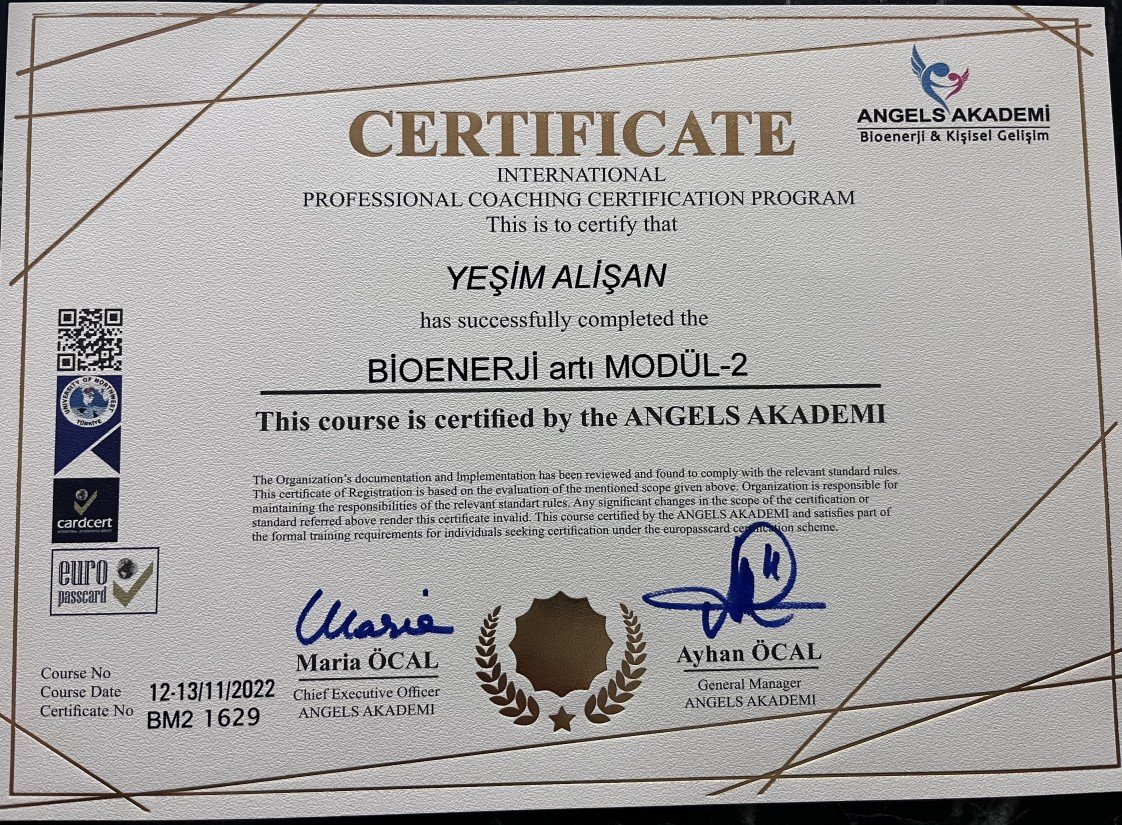 ANGELS AKADEMİ
Bioenerji & Kişisel Gelişim
CERTIFICATE
INTERNATIONAL
PROFESSIONAL COACHING CERTIFICATION PROGRAM
This is to certify that
YEŞİM ALİŞAN
has successfully completed the
BİOENERJİ artı MODÜL-2
This course is certified by the ANGELS AKADEMI
UNIVERSITY OF NORTHWEST
TÜRKİYE
cardcert
euro
passcard
The Organization's documentation and Implementation has been reviewed and found to comply with the relevant standard rules.
This certificate of Registration is based on the evaluation of the mentioned scope given above. Organization is responsible for
maintaining the responsibilities of the relevant standart rules. Any significant changes in the scope of the certification or
standard referred above render this certificate invalid. This course certified by the ANGELS AKADEMI and satisfies part of
the formal training requirements for individuals seeking certification under the europasscard certification scheme.
Maria
Maria ÖCAL
Chief Executive Officer
ANGELS AKADEMI
Ayhan ÖCAL
General Manager
ANGELS AKADEMI
Course No
Course Date 12-13/11/2022
Certificate No BM2 1629